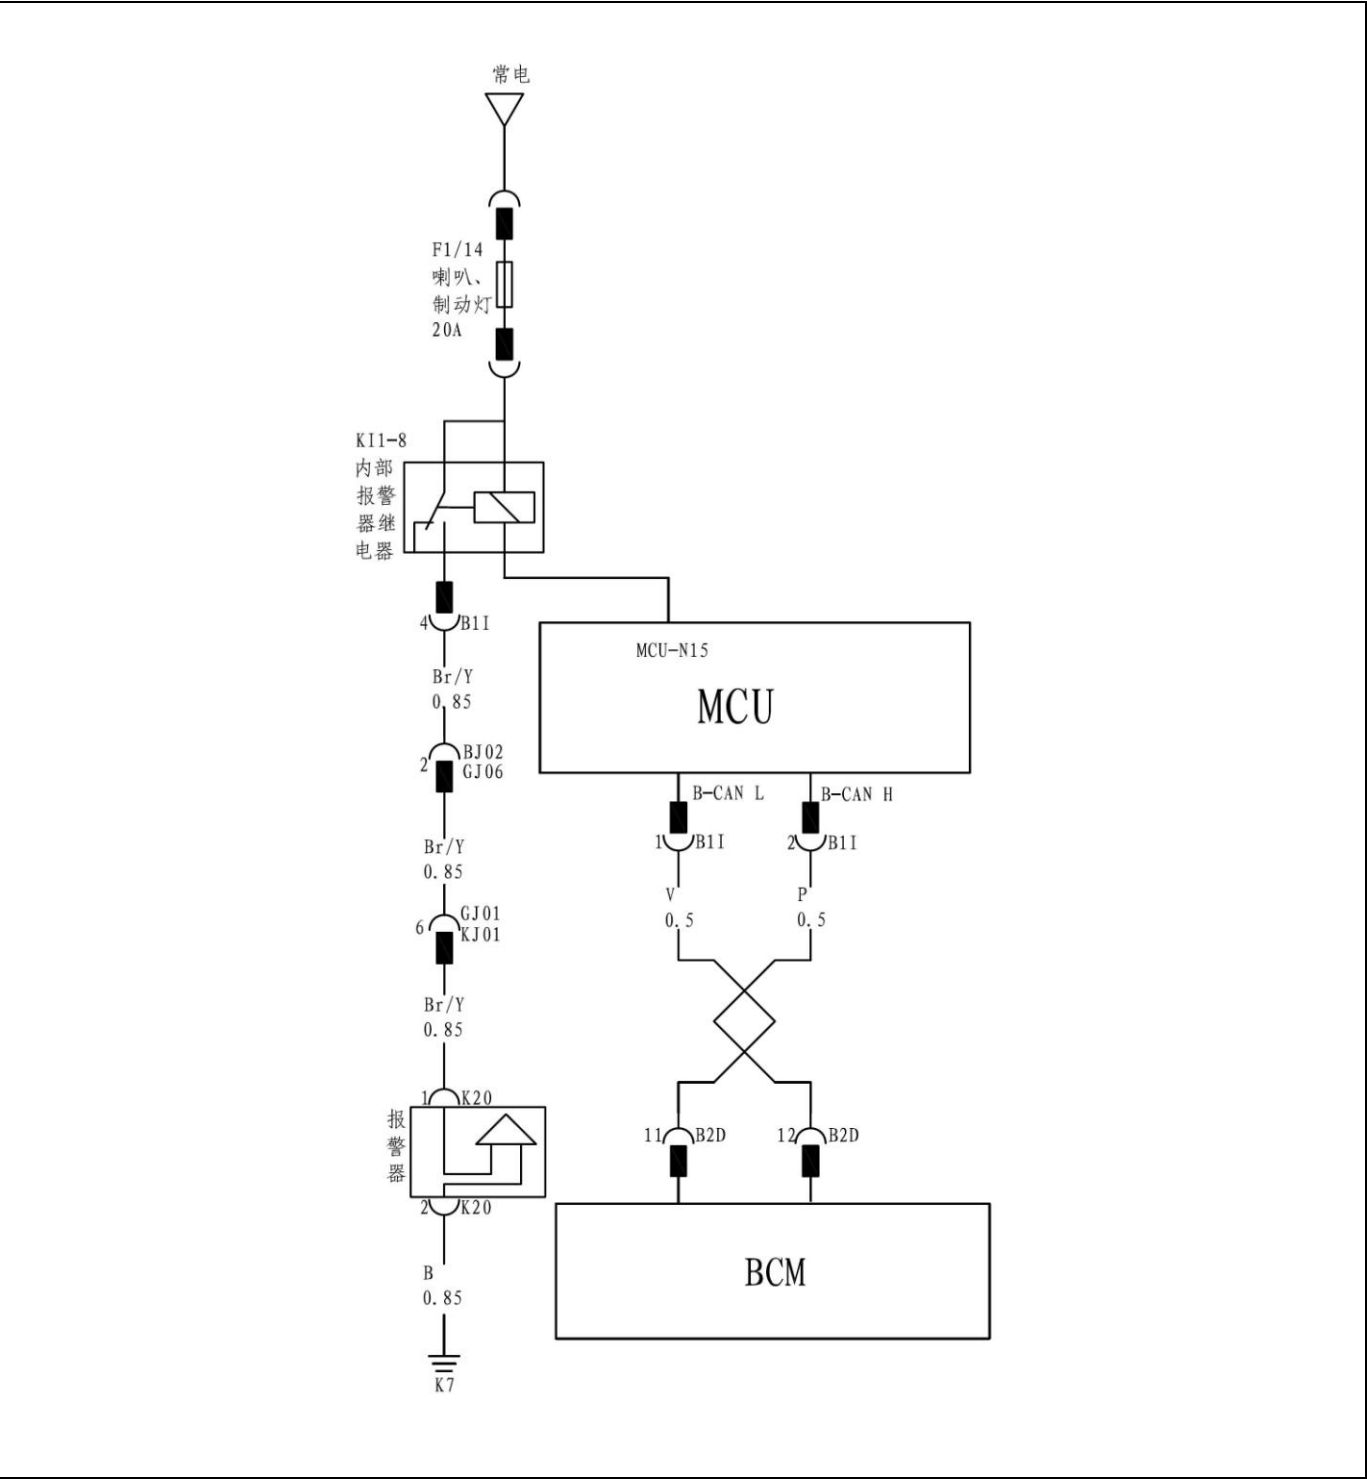 常电
F1/14
喇叭、
制动灯
20A
KI1-8
内部
报警
器继
电器
4 B1I
Br/Y
0.85
MCU-N15
MCU
2 BJ02
GJ06
B-CAN L
B-CAN H
1 B1I
2 B1I
Br/Y
0.85
V
0.5
P
0.5
6 GJ01
KJ01
Br/Y
0.85
1 K20
报
警
器
11 B2D
12 B2D
2 K20
BCM
B
0.85
K7